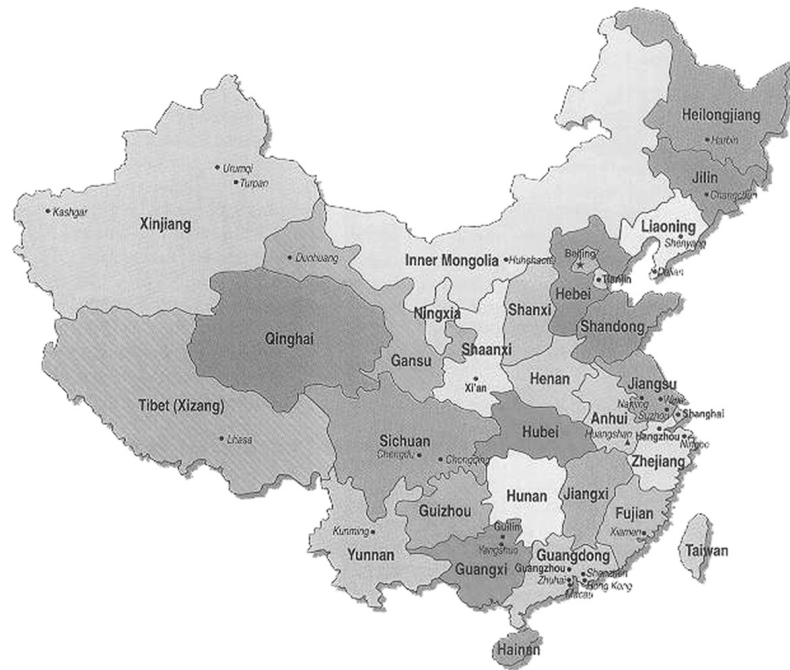 Heilongjiang
Harbin
Jilin
Changchun
Urumqi
Turpan
Kashgar
Xinjiang
Liaoning
Shenyang
Dalian
Dunhuang
Inner Mongolia
Beijing
Tianjin
Hebei
Ningxia
Shanxi
Shandong
Qinghai
Gansu
Shaanxi
Xi'an
Henan
Jiangsu
Nanjing
Suzhou
Shanghai
Tibet (Xizang)
Lhasa
Anhui
Huangshan
Hangzhou
Ningbo
Zhejiang
Sichuan
Chengdu
Chongqing
Hubei
Hunan
Jiangxi
Guizhou
Fujian
Xiamen
Kunming
Yunnan
Guilin
Yangshuo
Guangxi
Guangdong
Guangzhou
Shenzhen
Zhuhai
Hong Kong
Macau
Taiwan
Hainan